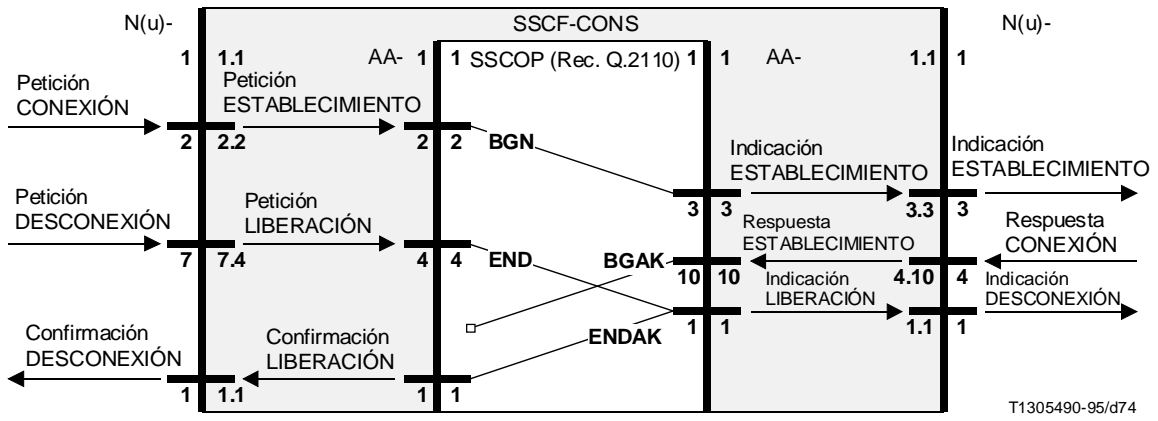 N(u)- SSCF-CONS N(u)-
1 1.1 AA- 1 1 SSCOP (Rec. Q.2110) 1 1 AA- 1.1 1
Petición
CONEXIÓN
Petición
ESTABLECIMIENTO
2 2.2 2 2 BGN
Indicación
ESTABLECIMIENTO
Indicación
ESTABLECIMIENTO
3 3 3.3 3
Petición
DESCONEXIÓN
Petición
LIBERACIÓN
7 7.4 4 4 END
BGAK
Respuesta
ESTABLECIMIENTO
Respuesta
CONEXIÓN
10 10 4.10 4
Indicación
LIBERACIÓN
Indicación
DESCONEXIÓN
1 1 1.1 1
ENDAK
Confirmación
DESCONEXIÓN
Confirmación
LIBERACIÓN
1 1.1 1 1
T1305490-95/d74